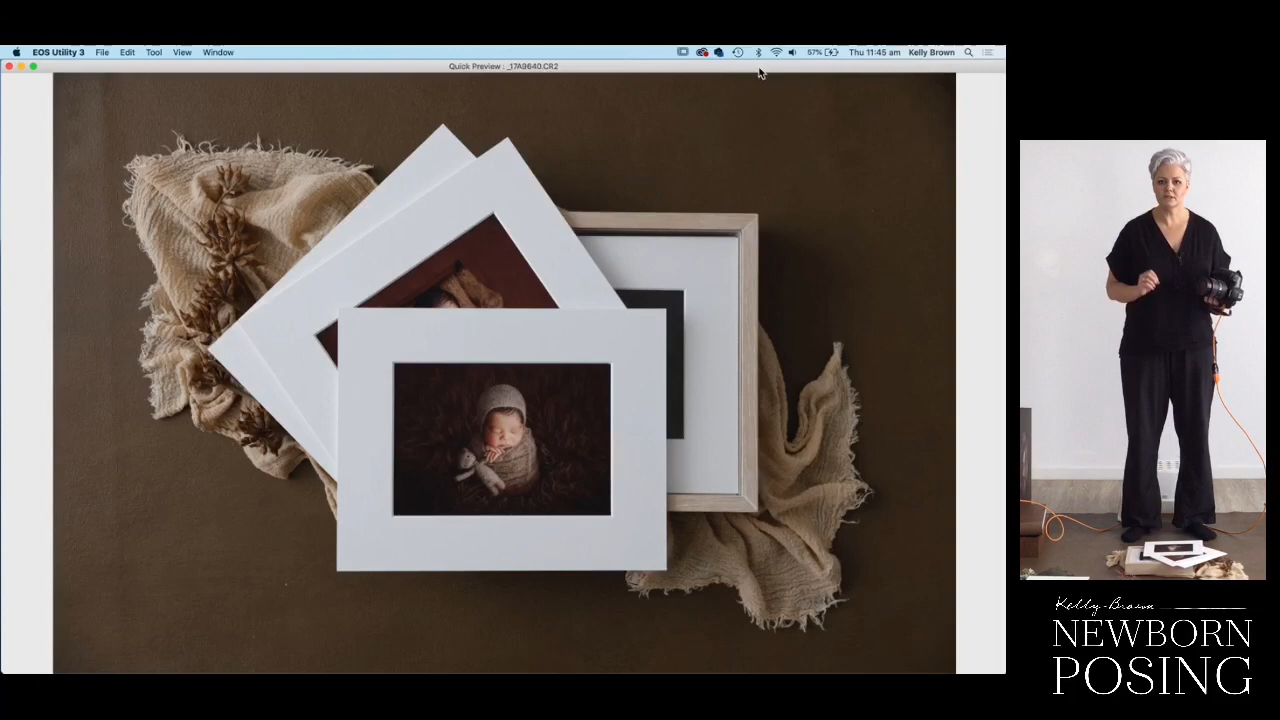 EOS Utility 3 File Edit Tool View Window 57% Thu 11:45 am Kelly Brown
Quick Preview : _17A9640.CR2
Kelly Brown
NEWBORN
POSING